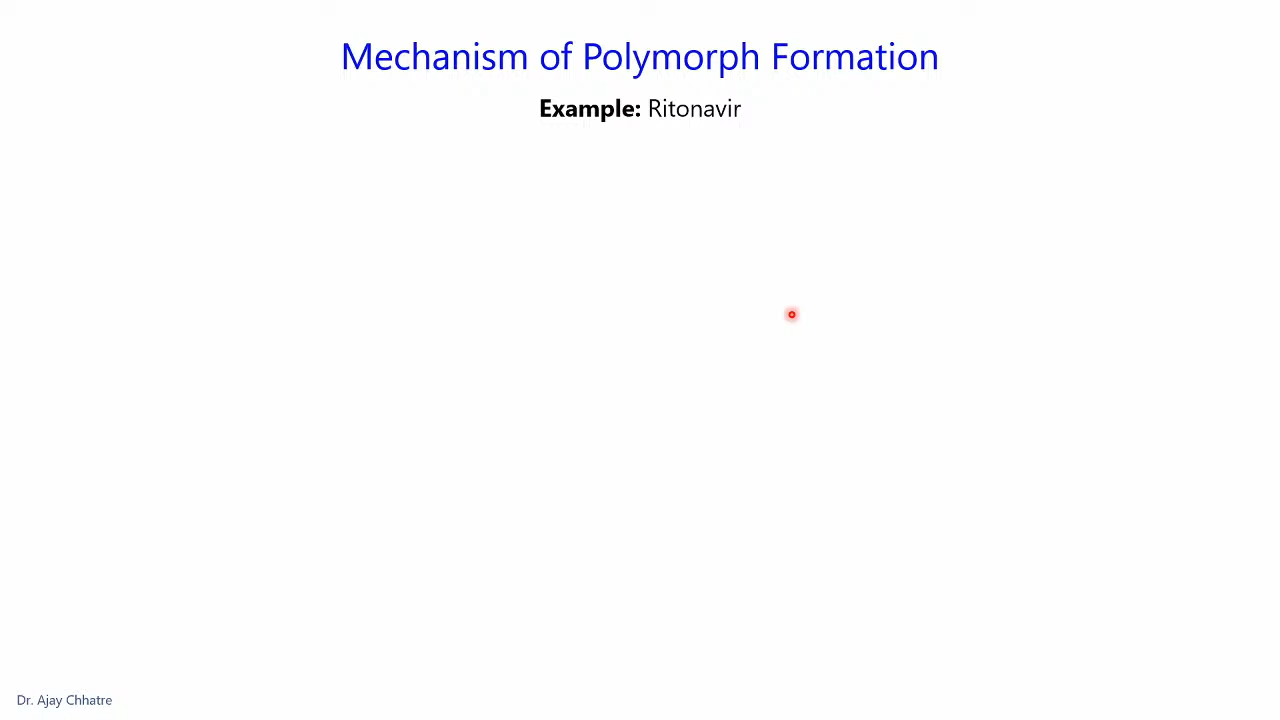 Mechanism of Polymorph Formation
Example: Ritonavir
Dr. Ajay Chhatre